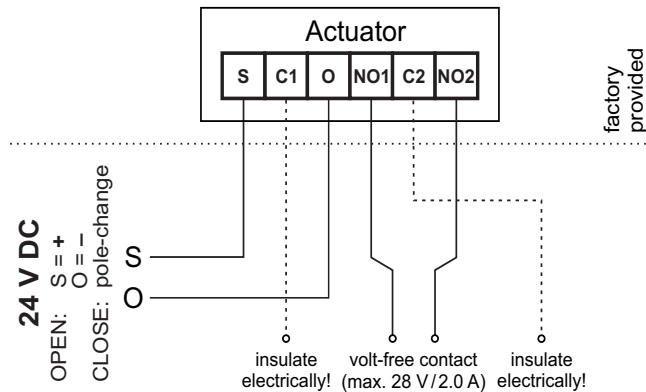 Actuator
S C1 O NO1 C2 NO2
factory
provided
24 V DC
OPEN: S = +
O = −
CLOSE: pole-change
S
O
insulate
electrically!
volt-free contact
(max. 28 V/2.0 A)
insulate
electrically!